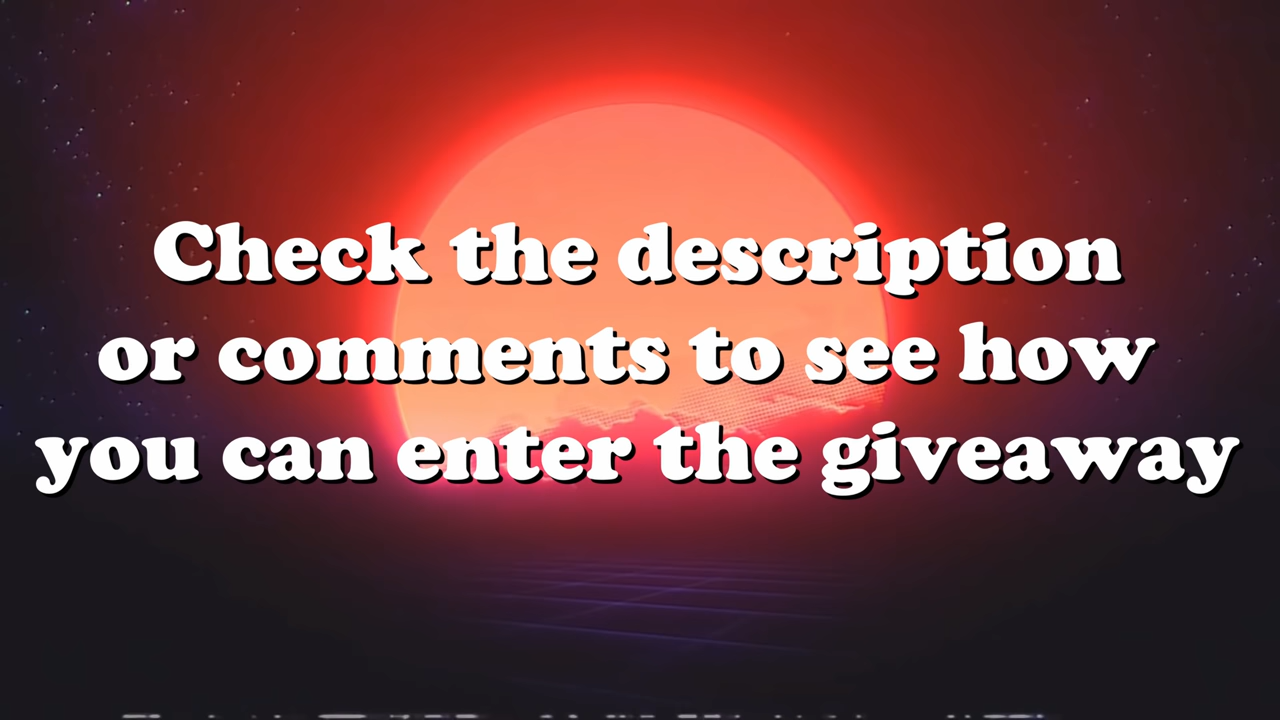 Check the description
or comments to see how
you can enter the giveaway